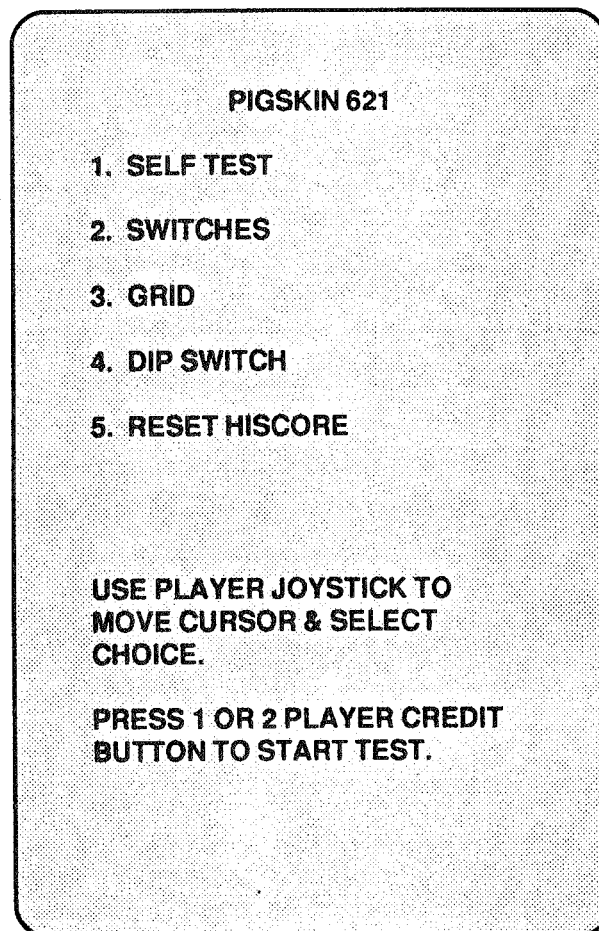 PIGSKIN 621
1. SELF TEST
2. SWITCHES
3. GRID
4. DIP SWITCH
5. RESET HISCORE
USE PLAYER JOYSTICK TO
MOVE CURSOR & SELECT
CHOICE.
PRESS 1 OR 2 PLAYER CREDIT
BUTTON TO START TEST.